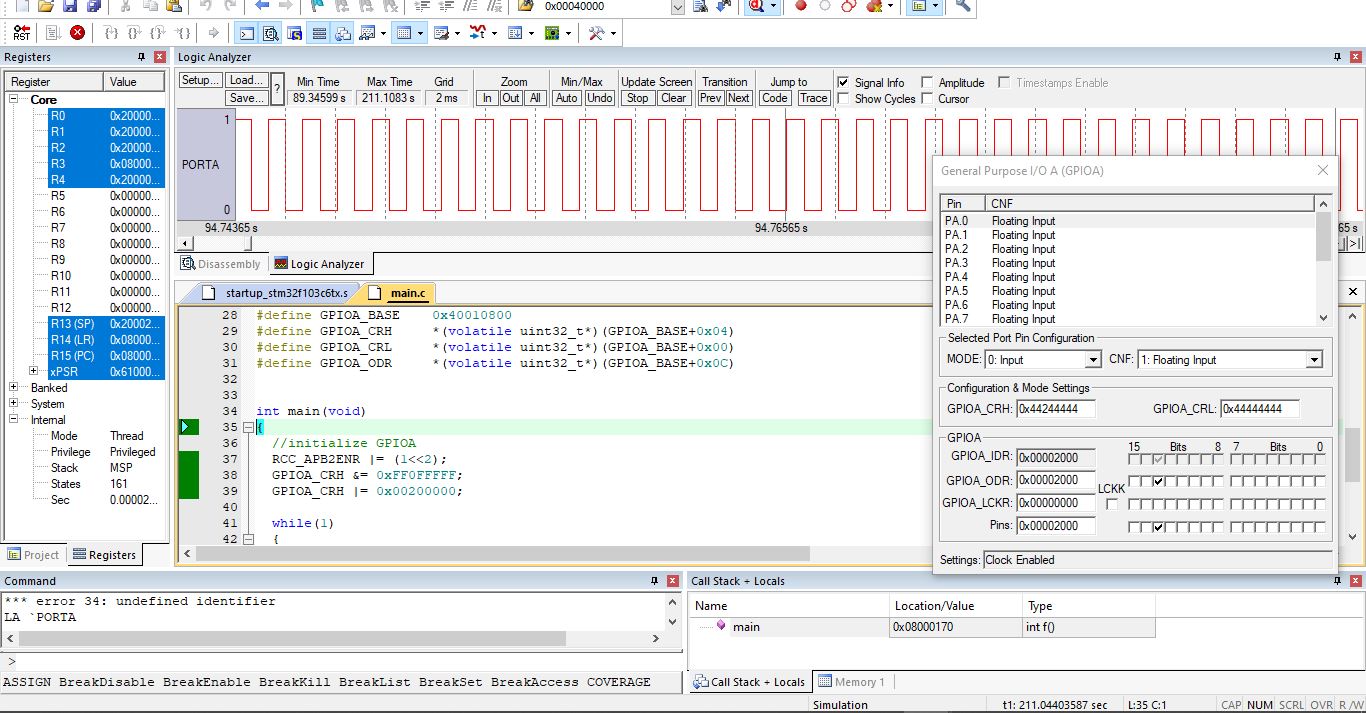 0x00040000
RST
Registers
Logic Analyzer
Register Value
Core
R0 0x20000...
R1 0x20000...
R2 0x20000...
R3 0x08000...
R4 0x20000...
R5 0x00000...
R6 0x00000...
R7 0x00000...
R8 0x00000...
R9 0x00000...
R10 0x00000...
R11 0x00000...
R12 0x00000...
R13 (SP) 0x20002...
R14 (LR) 0x08000...
R15 (PC) 0x08000...
xPSR 0x61000...
Banked
System
Internal
Mode Thread
Privilege Privileged
Stack MSP
States 161
Sec 0.00002...
Project Registers
Setup... Load... ? Min Time Max Time Grid Zoom Min/Max Update Screen Transition Jump to Signal Info Amplitude Timestamps Enable
Save... 89.34599 s 211.1083 s 2 ms In Out All Auto Undo Stop Clear Prev Next Code Trace Show Cycles Cursor
1
PORTA
0
94.74365 s 94.76565 s 65 s
Disassembly Logic Analyzer
startup_stm32f103c6tx.s main.c
28 #define GPIOA_BASE 0x40010800
29 #define GPIOA_CRH *(volatile uint32_t*)(GPIOA_BASE+0x04)
30 #define GPIOA_CRL *(volatile uint32_t*)(GPIOA_BASE+0x00)
31 #define GPIOA_ODR *(volatile uint32_t*)(GPIOA_BASE+0x0C)
32
33
34 int main(void)
35 {
36 //initialize GPIOA
37 RCC_APB2ENR |= (1<<2);
38 GPIOA_CRH &= 0xFF0FFFFF;
39 GPIOA_CRH |= 0x00200000;
40
41 while(1)
42 {
General Purpose I/O A (GPIOA)
Pin CNF
PA.0 Floating Input
PA.1 Floating Input
PA.2 Floating Input
PA.3 Floating Input
PA.4 Floating Input
PA.5 Floating Input
PA.6 Floating Input
PA.7 Floating Input
Selected Port Pin Configuration
MODE: 0: Input CNF: 1: Floating Input
Configuration & Mode Settings
GPIOA_CRH: 0x44244444 GPIOA_CRL: 0x44444444
GPIOA 15 Bits 8 7 Bits 0
GPIOA_IDR: 0x00002000
GPIOA_ODR: 0x00002000
LCKK
GPIOA_LCKR: 0x00000000
Pins: 0x00002000
Settings: Clock Enabled
Command
*** error 34: undefined identifier
LA `PORTA
>
ASSIGN BreakDisable BreakEnable BreakKill BreakList BreakSet BreakAccess COVERAGE
Call Stack + Locals
Name Location/Value Type
main 0x08000170 int f()
Call Stack + Locals Memory 1
Simulation t1: 211.04403587 sec L:35 C:1 CAP NUM SCRL OVR R /W